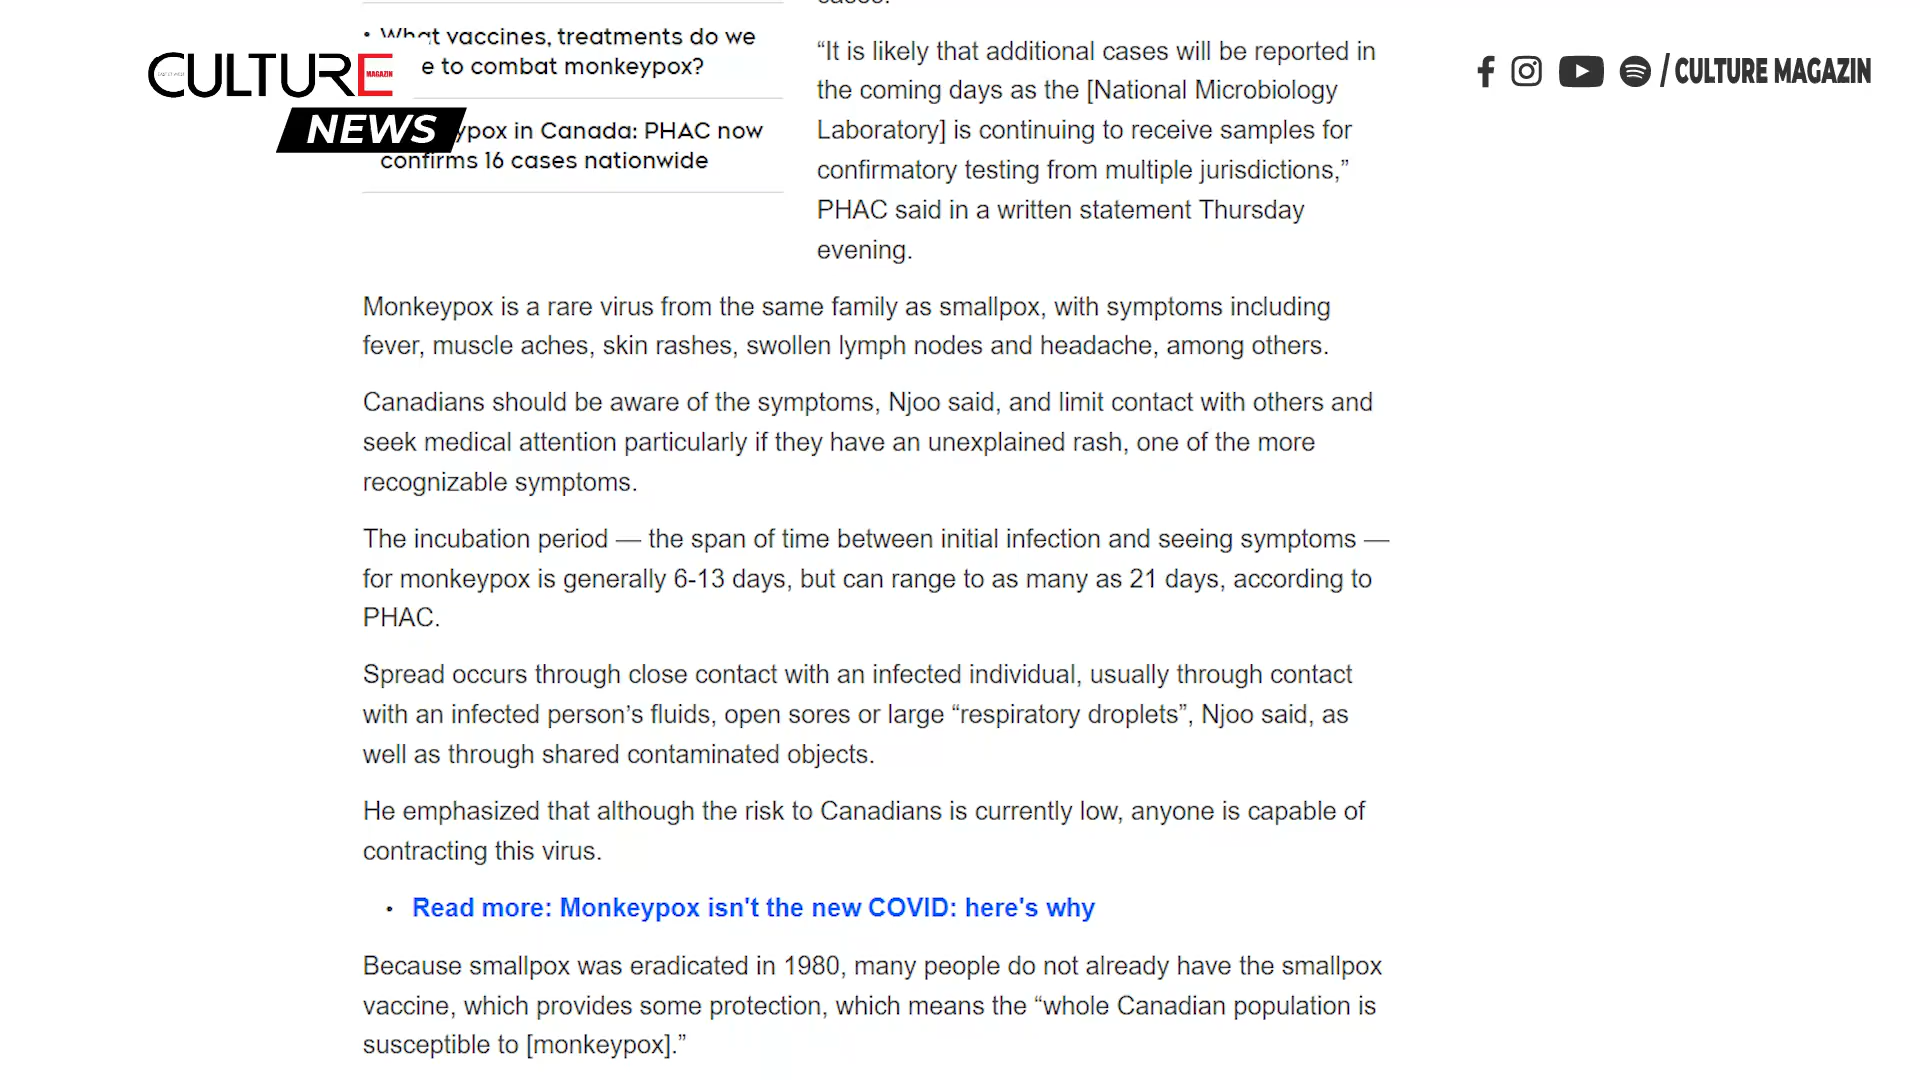 CULTURE
MAGAZIN
NEWS
/ CULTURE MAGAZIN
• What vaccines, treatments do we
e to combat monkeypox?
ypox in Canada: PHAC now
confirms 16 cases nationwide
“It is likely that additional cases will be reported in
the coming days as the [National Microbiology
Laboratory] is continuing to receive samples for
confirmatory testing from multiple jurisdictions,”
PHAC said in a written statement Thursday
evening.
Monkeypox is a rare virus from the same family as smallpox, with symptoms including
fever, muscle aches, skin rashes, swollen lymph nodes and headache, among others.
Canadians should be aware of the symptoms, Njoo said, and limit contact with others and
seek medical attention particularly if they have an unexplained rash, one of the more
recognizable symptoms.
The incubation period — the span of time between initial infection and seeing symptoms —
for monkeypox is generally 6-13 days, but can range to as many as 21 days, according to
PHAC.
Spread occurs through close contact with an infected individual, usually through contact
with an infected person’s fluids, open sores or large “respiratory droplets”, Njoo said, as
well as through shared contaminated objects.
He emphasized that although the risk to Canadians is currently low, anyone is capable of
contracting this virus.
• Read more: Monkeypox isn't the new COVID: here's why
Because smallpox was eradicated in 1980, many people do not already have the smallpox
vaccine, which provides some protection, which means the “whole Canadian population is
susceptible to [monkeypox].”